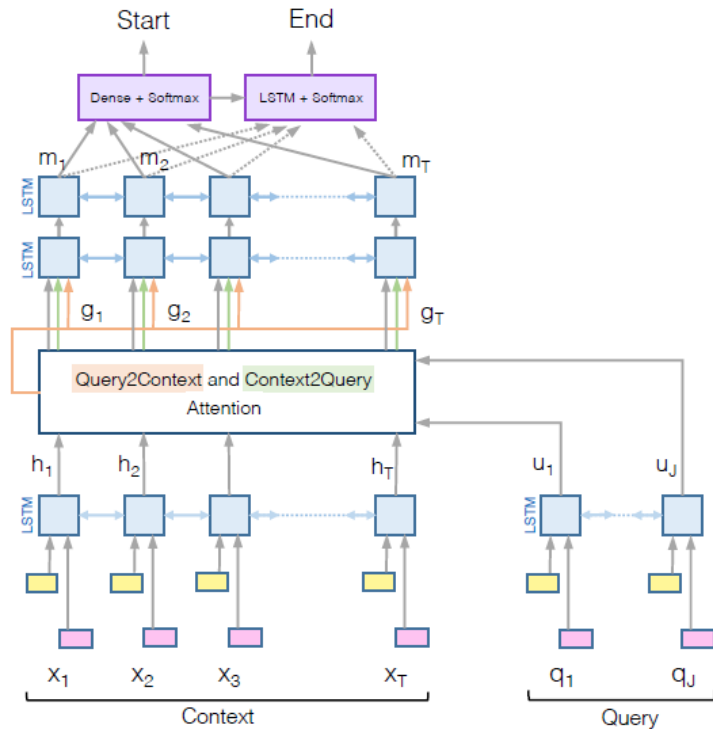 Start End
Dense + Softmax LSTM + Softmax
m1 m2 mT
LSTM
LSTM
g1 g2 gT
Query2Context and Context2Query
Attention
h1 h2 hT u1 uJ
LSTM LSTM
x1 x2 x3 xT q1 qJ
Context Query